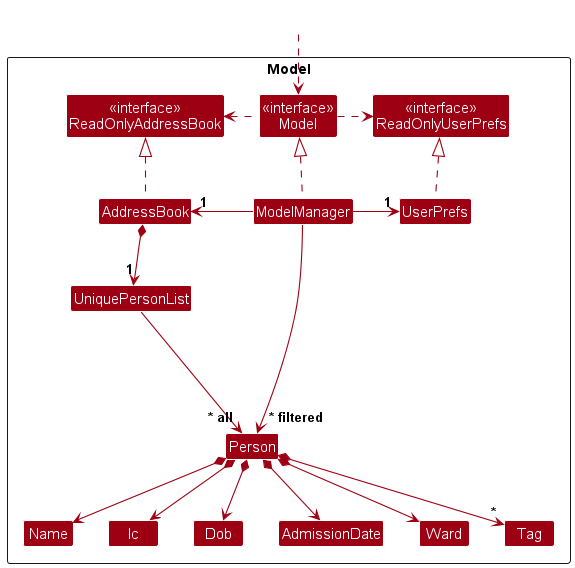 Model
«interface»
ReadOnlyAddressBook
«interface»
Model
«interface»
ReadOnlyUserPrefs
AddressBook
1
ModelManager
1
UserPrefs
1
UniquePersonList
* all
* filtered
Person
*
Name
Ic
Dob
AdmissionDate
Ward
Tag